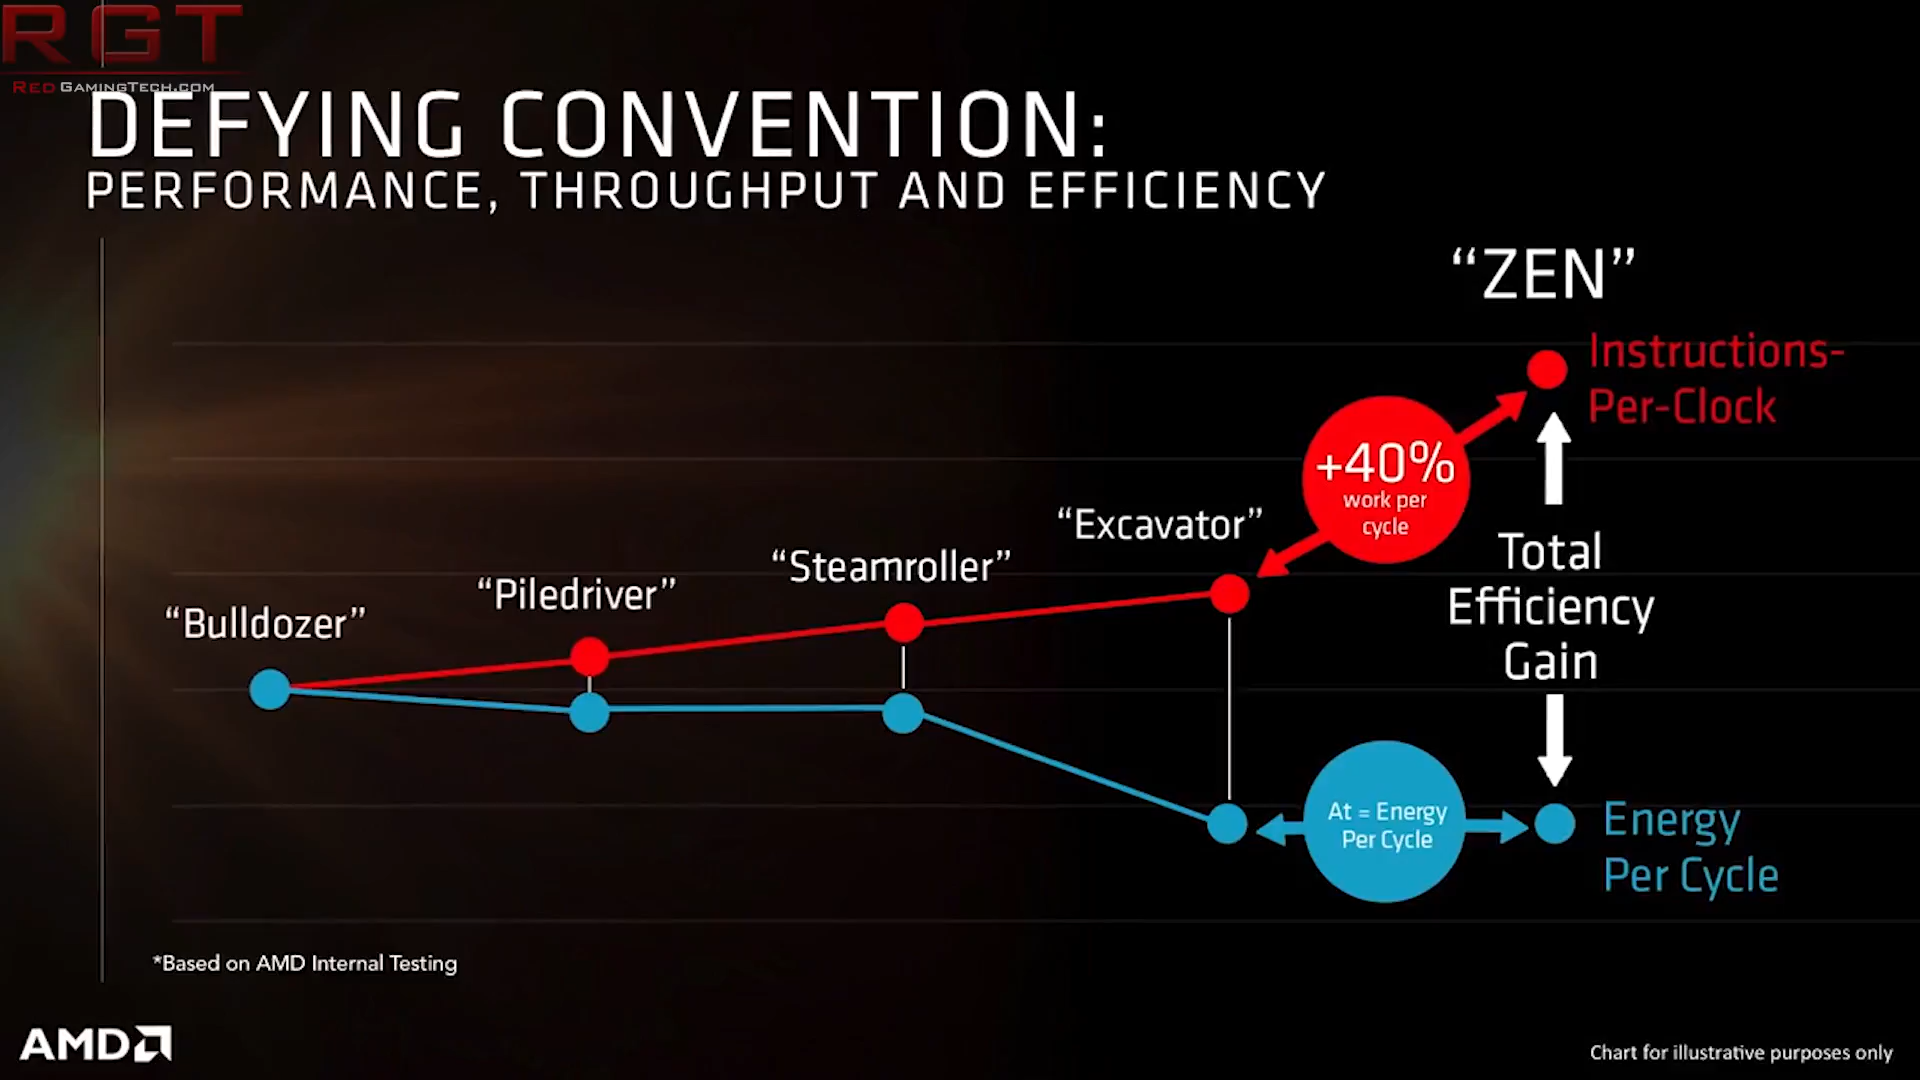 RGT
REDGAMINGTECH.COM
DEFYING CONVENTION:
PERFORMANCE, THROUGHPUT AND EFFICIENCY
“ZEN”
Instructions-
Per-Clock
+40%
work per
cycle
“Excavator”
“Steamroller”
“Piledriver”
“Bulldozer”
Total
Efficiency
Gain
At = Energy
Per Cycle
Energy
Per Cycle
*Based on AMD Internal Testing
AMD
Chart for illustrative purposes only